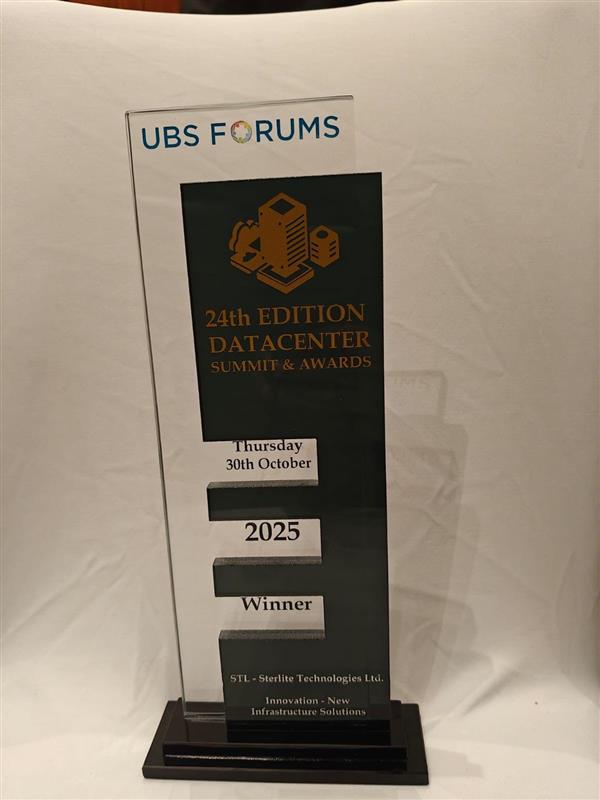 UBS FORUMS
24th EDITION
DATACENTER
SUMMIT & AWARDS
Thursday
30th October
2025
Winner
STL - Sterlite Technologies Ltd.
Innovation - New
Infrastructure Solutions